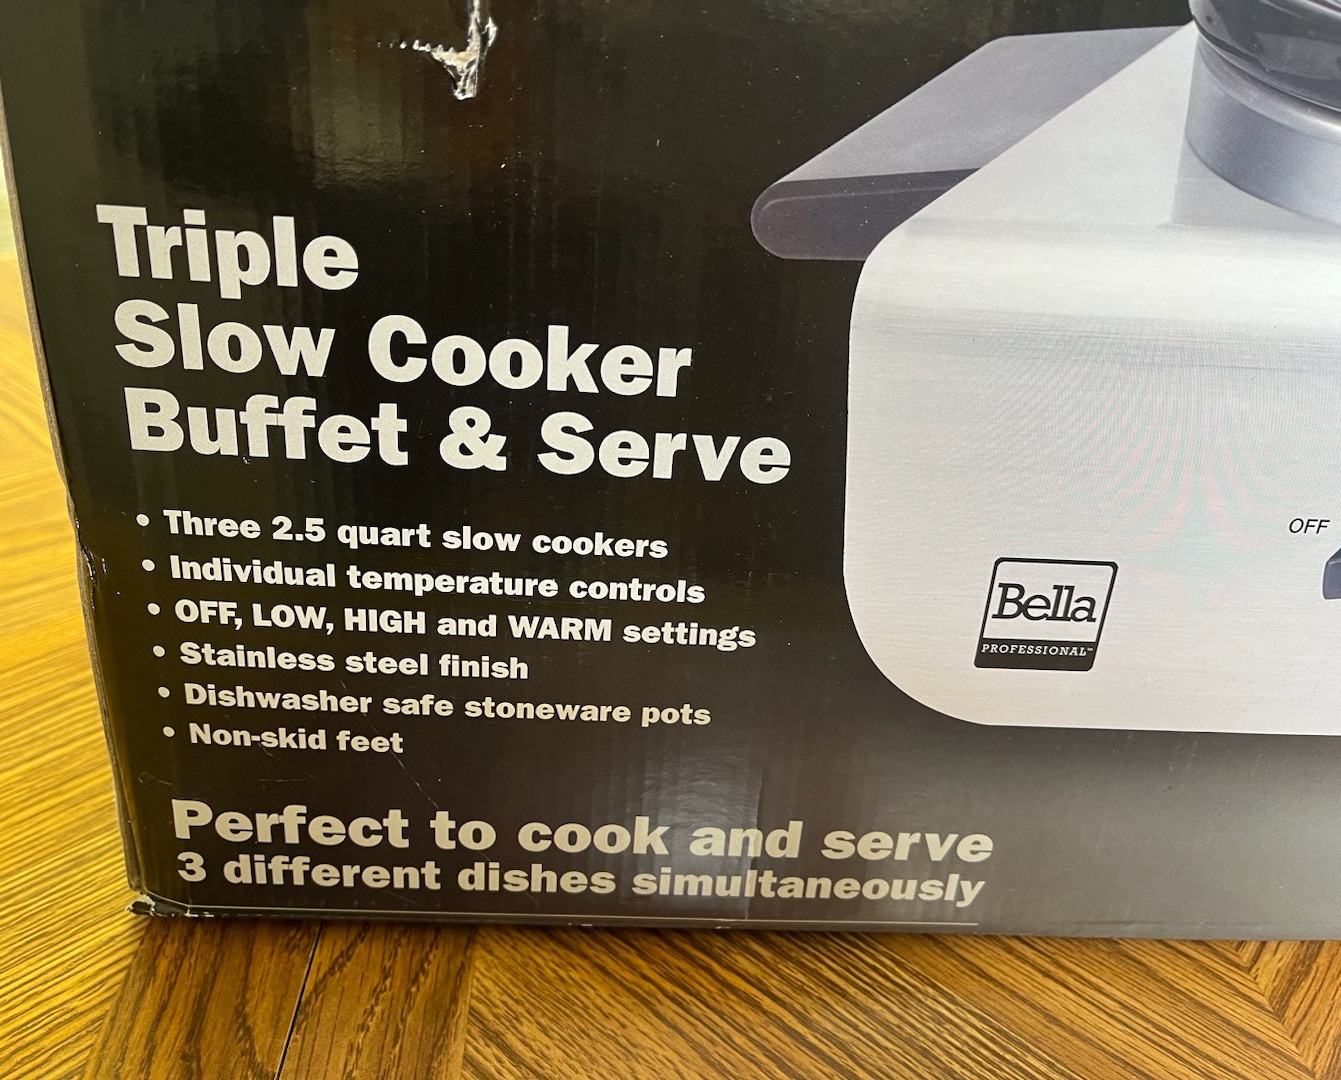 Triple
Slow Cooker
Buffet & Serve
• Three 2.5 quart slow cookers
• Individual temperature controls
• OFF, LOW, HIGH and WARM settings
• Stainless steel finish
• Dishwasher safe stoneware pots
• Non-skid feet
Perfect to cook and serve
3 different dishes simultaneously
OFF
Bella
PROFESSIONAL™